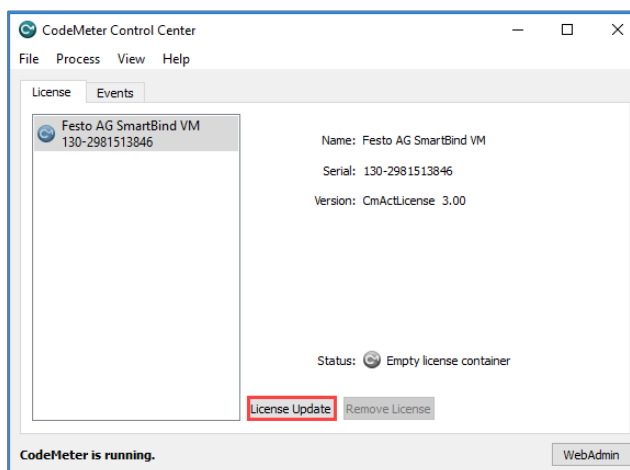 CodeMeter Control Center
File Process View Help
License Events
Festo AG SmartBind VM
130-2981513846
Name: Festo AG SmartBind VM
Serial: 130-2981513846
Version: CmActLicense 3.00
Status: Empty license container
License Update Remove License
CodeMeter is running. WebAdmin